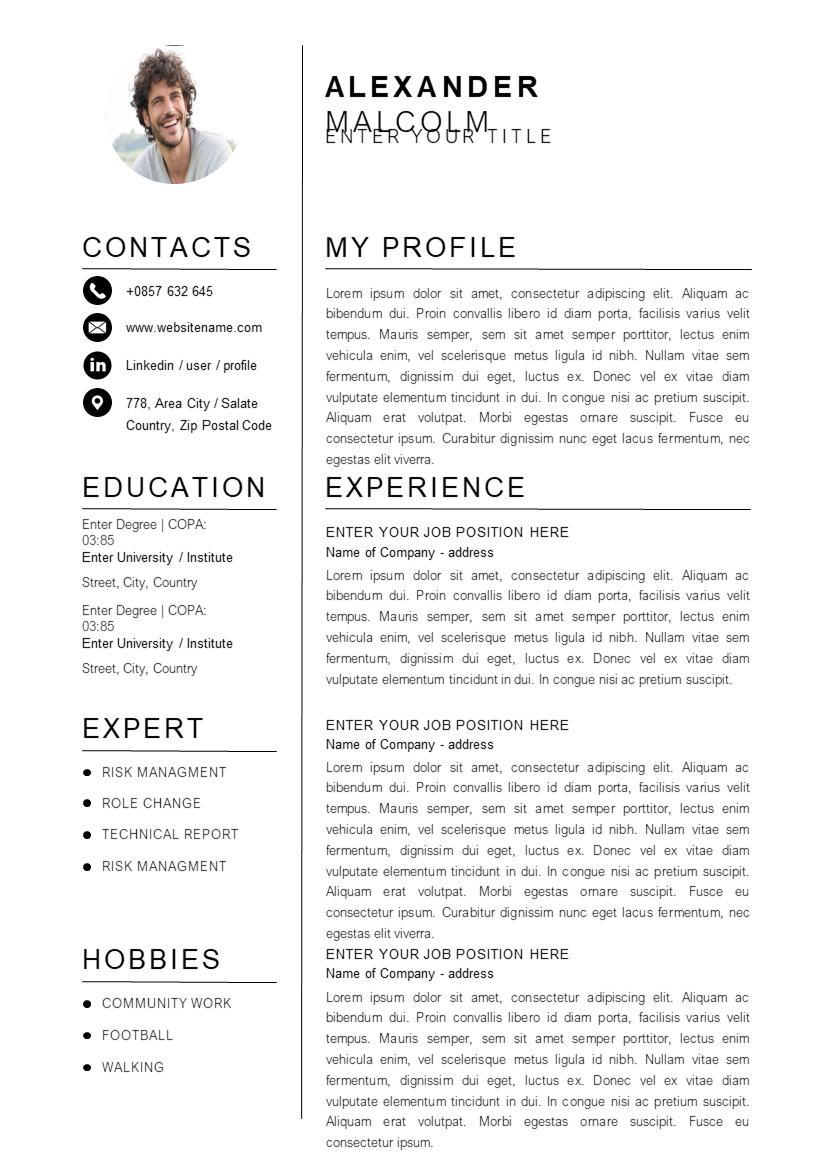 ALEXANDER
MALCOLM
ENTER YOUR TITLE
CONTACTS
+0857 632 645
www.websitename.com
in
Linkedin / user / profile
778, Area City / Salate
Country, Zip Postal Code
EDUCATION
Enter Degree | COPA:
03:85
Enter University / Institute
Street, City, Country
Enter Degree | COPA:
03:85
Enter University / Institute
Street, City, Country
EXPERT
RISK MANAGMENT
ROLE CHANGE
TECHNICAL REPORT
RISK MANAGMENT
HOBBIES
COMMUNITY WORK
FOOTBALL
WALKING
MY PROFILE
Lorem ipsum dolor sit amet, consectetur adipiscing elit. Aliquam ac
bibendum dui. Proin convallis libero id diam porta, facilisis varius velit
tempus. Mauris semper, sem sit amet semper porttitor, lectus enim
vehicula enim, vel scelerisque metus ligula id nibh. Nullam vitae sem
fermentum, dignissim dui eget, luctus ex. Donec vel ex vitae diam
vulputate elementum tincidunt in dui. In congue nisi ac pretium suscipit.
Aliquam erat volutpat. Morbi egestas ornare suscipit. Fusce eu
consectetur ipsum. Curabitur dignissim nunc eget lacus fermentum, nec
egestas elit viverra.
EXPERIENCE
ENTER YOUR JOB POSITION HERE
Name of Company - address
Lorem ipsum dolor sit amet, consectetur adipiscing elit. Aliquam ac
bibendum dui. Proin convallis libero id diam porta, facilisis varius velit
tempus. Mauris semper, sem sit amet semper porttitor, lectus enim
vehicula enim, vel scelerisque metus ligula id nibh. Nullam vitae sem
fermentum, dignissim dui eget, luctus ex. Donec vel ex vitae diam
vulputate elementum tincidunt in dui. In congue nisi ac pretium suscipit.
ENTER YOUR JOB POSITION HERE
Name of Company - address
Lorem ipsum dolor sit amet, consectetur adipiscing elit. Aliquam ac
bibendum dui. Proin convallis libero id diam porta, facilisis varius velit
tempus. Mauris semper, sem sit amet semper porttitor, lectus enim
vehicula enim, vel scelerisque metus ligula id nibh. Nullam vitae sem
fermentum, dignissim dui eget, luctus ex. Donec vel ex vitae diam
vulputate elementum tincidunt in dui. In congue nisi ac pretium suscipit.
Aliquam erat volutpat. Morbi egestas ornare suscipit. Fusce eu
consectetur ipsum. Curabitur dignissim nunc eget lacus fermentum, nec
egestas elit viverra.
ENTER YOUR JOB POSITION HERE
Name of Company - address
Lorem ipsum dolor sit amet, consectetur adipiscing elit. Aliquam ac
bibendum dui. Proin convallis libero id diam porta, facilisis varius velit
tempus. Mauris semper, sem sit amet semper porttitor, lectus enim
vehicula enim, vel scelerisque metus ligula id nibh. Nullam vitae sem
fermentum, dignissim dui eget, luctus ex. Donec vel ex vitae diam
vulputate elementum tincidunt in dui. In congue nisi ac pretium suscipit.
Aliquam erat volutpat. Morbi egestas ornare suscipit. Fusce eu
consectetur ipsum.